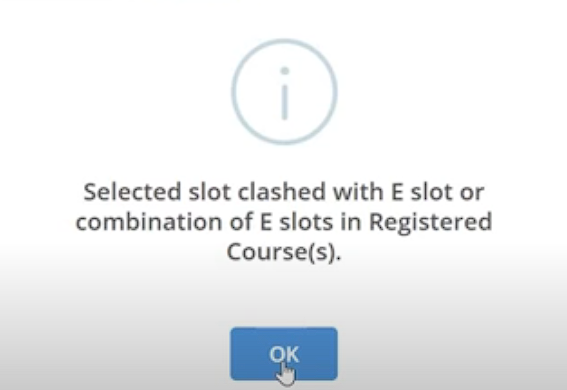 Selected slot clashed with E slot or
combination of E slots in Registered
Course(s).
OK